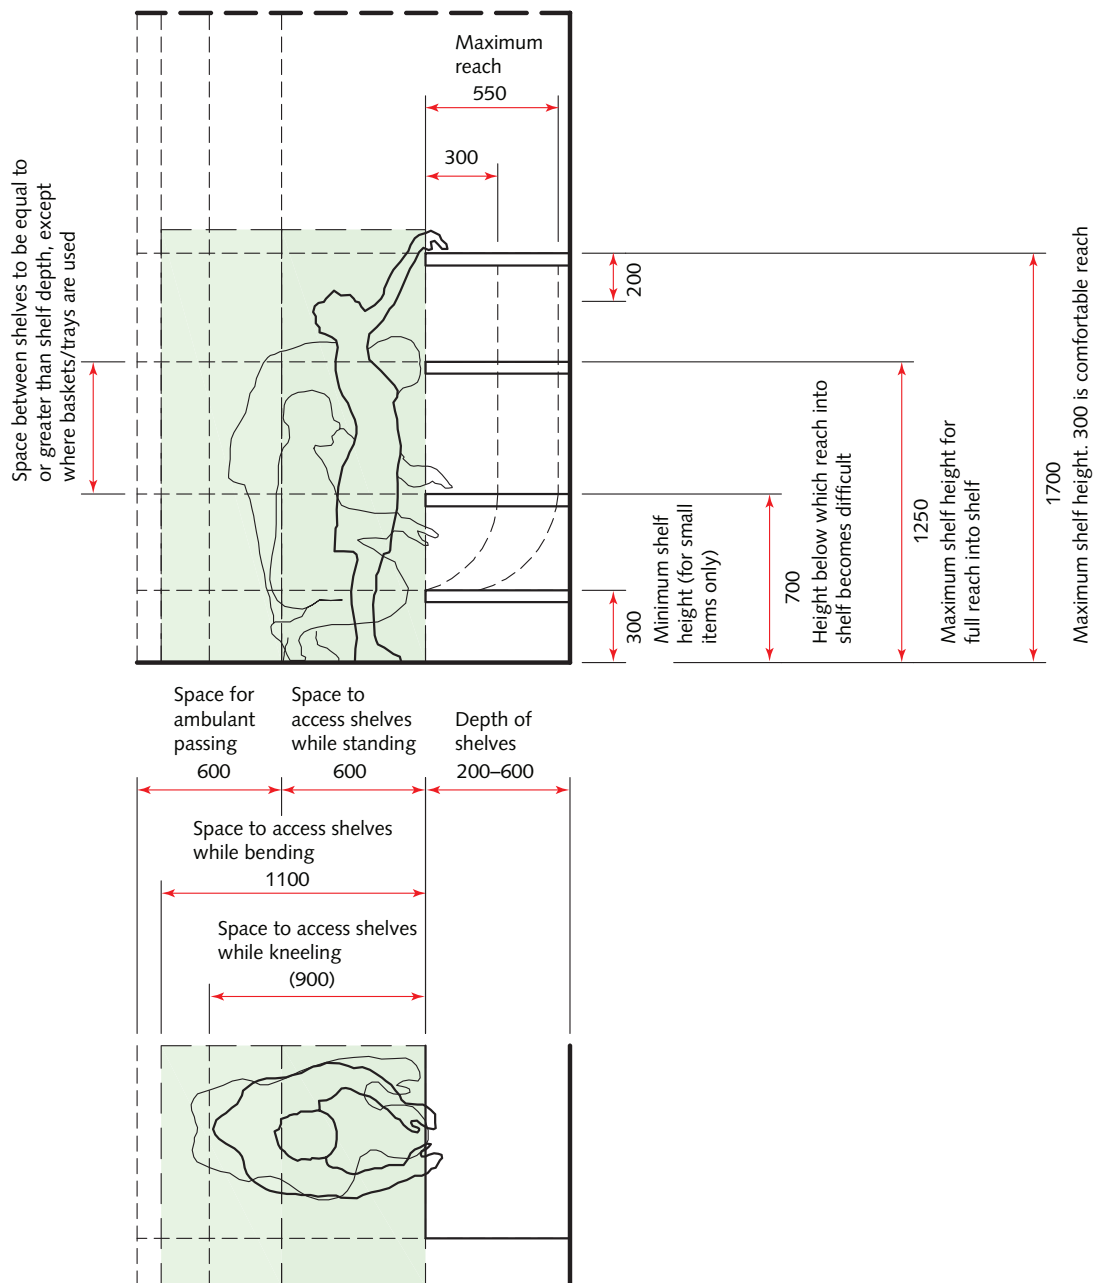 Maximum
reach
550
300
Space between shelves to be equal to
or greater than shelf depth, except
where baskets/trays are used
200
300
Minimum shelf
height (for small
items only)
700
Height below which reach into
shelf becomes difficult
1250
Maximum shelf height for
full reach into shelf
1700
Maximum shelf height. 300 is comfortable reach
Space for
ambulant
passing
600
Space to
access shelves
while standing
600
Depth of
shelves
200–600
Space to access shelves
while bending
1100
Space to access shelves
while kneeling
(900)